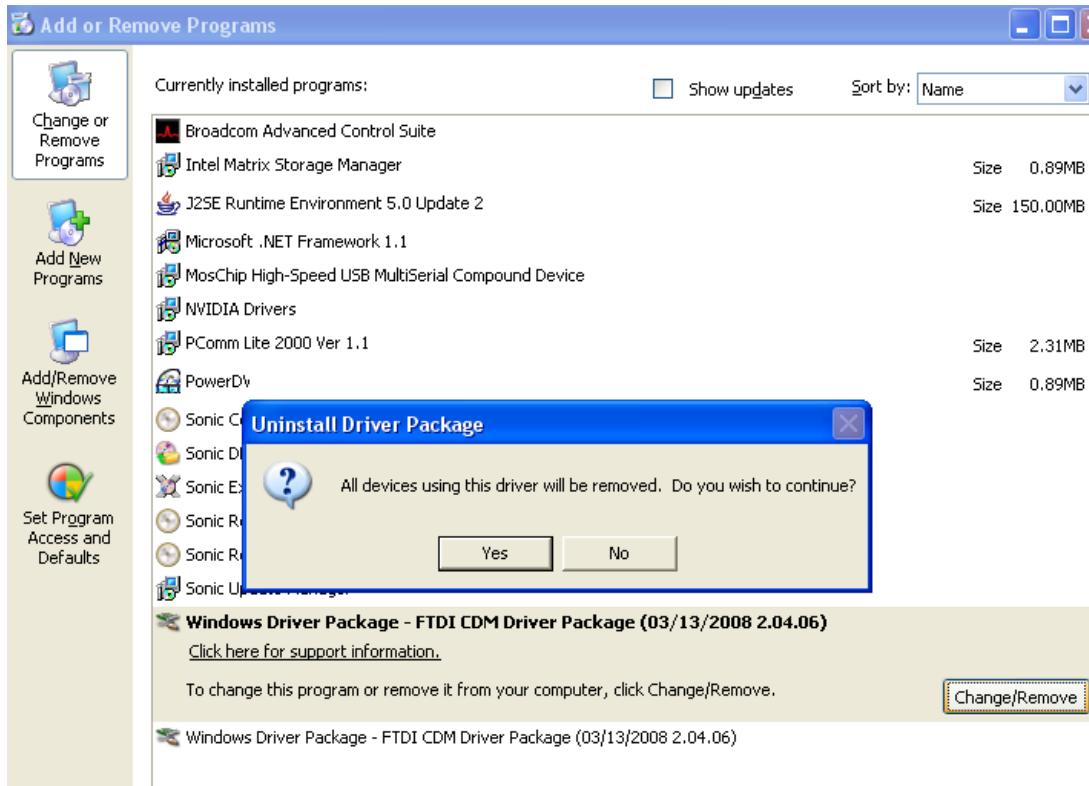 Add or Remove Programs
Change or
Remove
Programs
Add New
Programs
Add/Remove
Windows
Components
Set Program
Access and
Defaults
Currently installed programs:
Show updates
Sort by: Name
Broadcom Advanced Control Suite
Intel Matrix Storage Manager Size 0.89MB
J2SE Runtime Environment 5.0 Update 2 Size 150.00MB
Microsoft .NET Framework 1.1
MosChip High-Speed USB MultiSerial Compound Device
NVIDIA Drivers
PComm Lite 2000 Ver 1.1 Size 2.31MB
Size 0.89MB
Sonic
Sonic
Sonic
Sonic
Sonic
Sonic
Uninstall Driver Package
All devices using this driver will be removed. Do you wish to continue?
Yes No
Windows Driver Package - FTDI CDM Driver Package (03/13/2008 2.04.06)
Click here for support information.
To change this program or remove it from your computer, click Change/Remove.
Change/Remove
Windows Driver Package - FTDI CDM Driver Package (03/13/2008 2.04.06)